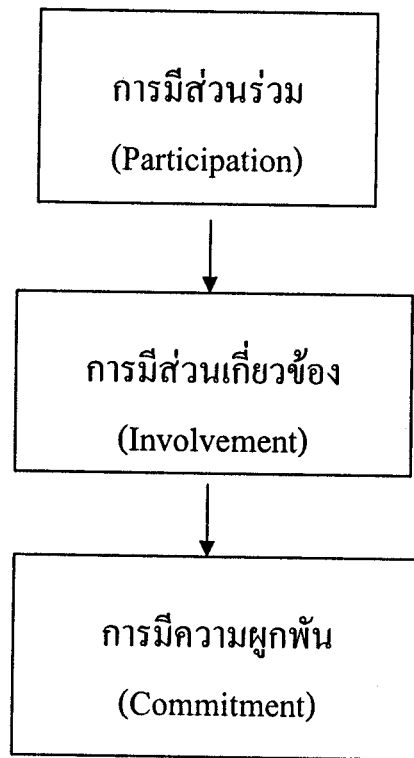 การมีส่วนร่วม
(Participation)
การมีส่วนเกี่ยวข้อง
(Involvement)
การมีความผูกพัน
(Commitment)